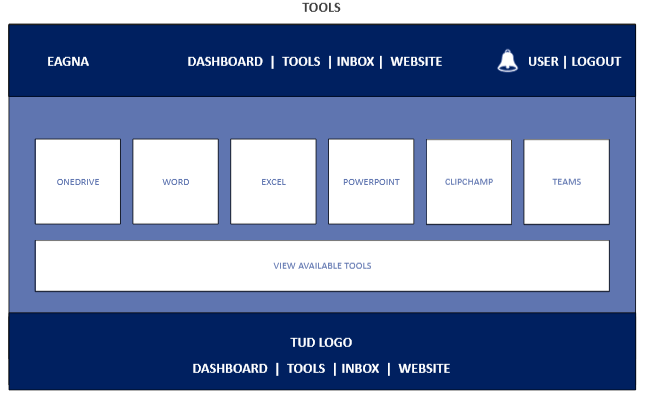 TOOLS
EAGNA DASHBOARD | TOOLS | INBOX | WEBSITE USER | LOGOUT
ONEDRIVE WORD EXCEL POWERPOINT CLIPCHAMP TEAMS
VIEW AVAILABLE TOOLS
TUD LOGO
DASHBOARD | TOOLS | INBOX | WEBSITE